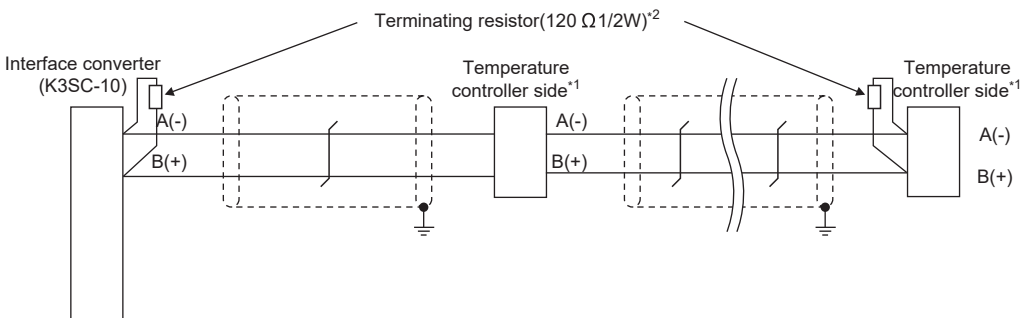 Terminating resistor(120 Ω1/2W)*2
Interface converter
(K3SC-10)
Temperature
controller side*1
Temperature
controller side*1
A(-)
A(-)
A(-)
B(+)
B(+)
B(+)